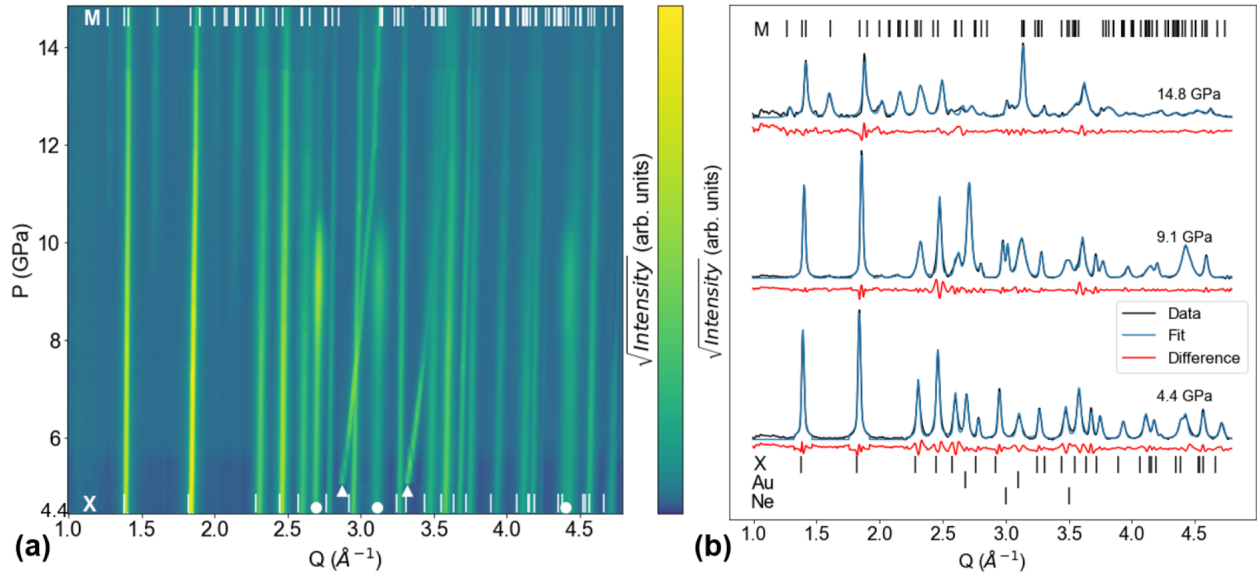 M
14
12
10
8
6
4.4
P (GPa)
X
1.0 1.5 2.0 2.5 3.0 3.5 4.0 4.5
Q (Å⁻¹)
(a)
√Intensity (arb. units)
M
14.8 GPa
9.1 GPa
Data
Fit
Difference
4.4 GPa
X
Au
Ne
√Intensity (arb. units)
1.0 1.5 2.0 2.5 3.0 3.5 4.0 4.5
Q (Å⁻¹)
(b)